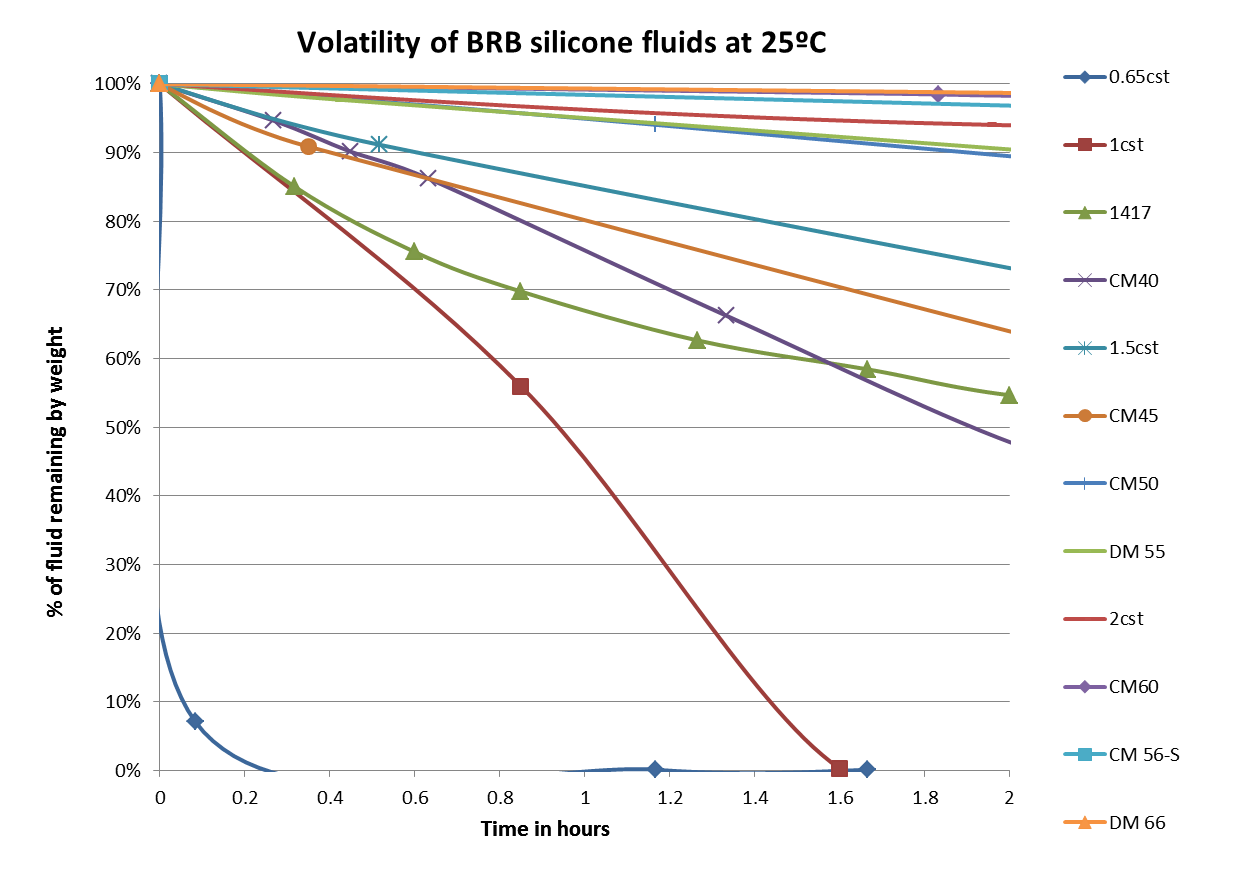 Volatility of BRB silicone fluids at 25ºC
% of fluid remaining by weight
100%
90%
80%
70%
60%
50%
40%
30%
20%
10%
0%
0 0.2 0.4 0.6 0.8 1 1.2 1.4 1.6 1.8 2
Time in hours
0.65cst
1cst
1417
CM40
1.5cst
CM45
CM50
DM 55
2cst
CM60
CM 56-S
DM 66